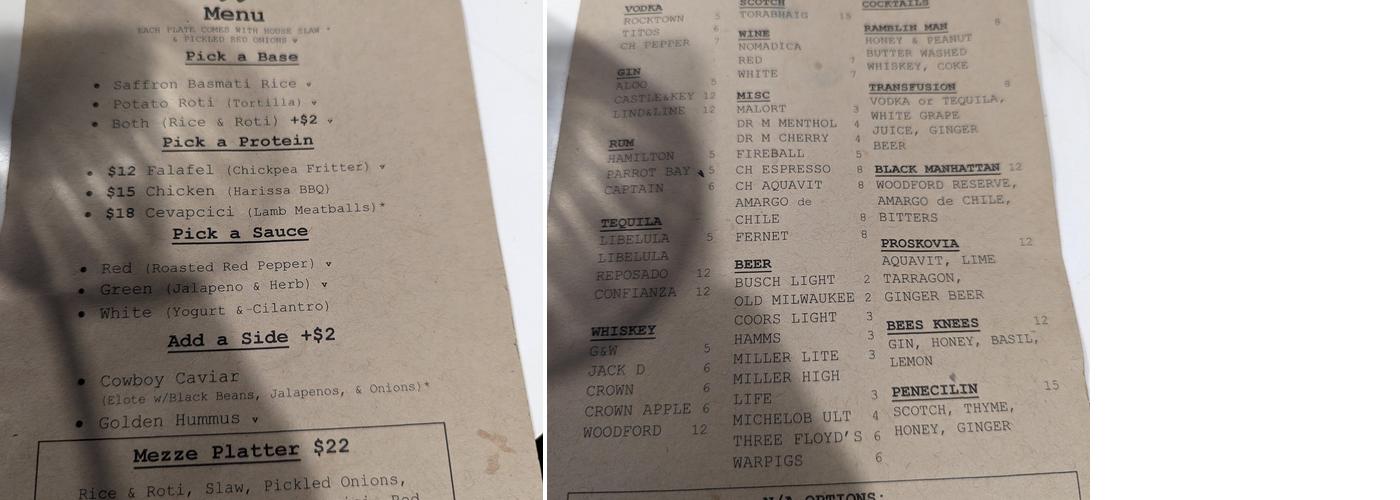 Menu
EACH PLATE COMES WITH HOUSE SLAW *
& PICKLED RED ONIONS ♥
Pick a Base
• Saffron Basmati Rice ♥
• Potato Roti (Tortilla) ♥
• Both (Rice & Roti) +$2 ♥
Pick a Protein
• $12 Falafel (Chickpea Fritter) ♥
• $15 Chicken (Harissa BBQ)
• $18 Cevapcici (Lamb Meatballs)*
Pick a Sauce
• Red (Roasted Red Pepper) ♥
• Green (Jalapeno & Herb) ♥
• White (Yogurt & Cilantro)
Add a Side +$2
• Cowboy Caviar
(Elote w/Black Beans, Jalapenos, & Onions)*
• Golden Hummus ♥
Mezze Platter $22
Rice & Roti, Slaw, Pickled Onions,
Red
VODKA
ROCKTOWN 5
TITOS 6
CH PEPPER 7
GIN
ALOO 5
CASTLE&KEY 12
LIND&LIME 12
RUM
HAMILTON 5
PARROT BAY 5
CAPTAIN 6
TEQUILA
LIBELULA 5
LIBELULA
REPOSADO 12
CONFIANZA 12
WHISKEY
G&W 5
JACK D 6
CROWN 6
CROWN APPLE 6
WOODFORD 12
SCOTCH
TORABHAIG 15
WINE
NOMADICA
RED 7
WHITE 7
MISC
MALORT 3
DR M MENTHOL 4
DR M CHERRY 4
FIREBALL 5
CH ESPRESSO 8
CH AQUAVIT 8
AMARGO de
CHILE 8
FERNET 8
BEER
BUSCH LIGHT 2
OLD MILWAUKEE 2
COORS LIGHT 3
HAMMS 3
MILLER LITE 3
MILLER HIGH
LIFE 3
MICHELOB ULT 4
THREE FLOYD'S 6
WARPIGS 6
COCKTAILS
RAMBLIN MAN 8
HONEY & PEANUT
BUTTER WASHED
WHISKEY, COKE
TRANSFUSION 8
VODKA or TEQUILA,
WHITE GRAPE
JUICE, GINGER
BEER
BLACK MANHATTAN 12
WOODFORD RESERVE,
AMARGO de CHILE,
BITTERS
PROSKOVIA 12
AQUAVIT, LIME
TARRAGON,
GINGER BEER
BEES KNEES 12
GIN, HONEY, BASIL,
LEMON
PENECILIN 15
SCOTCH, THYME,
HONEY, GINGER
N/A OPTIONS: